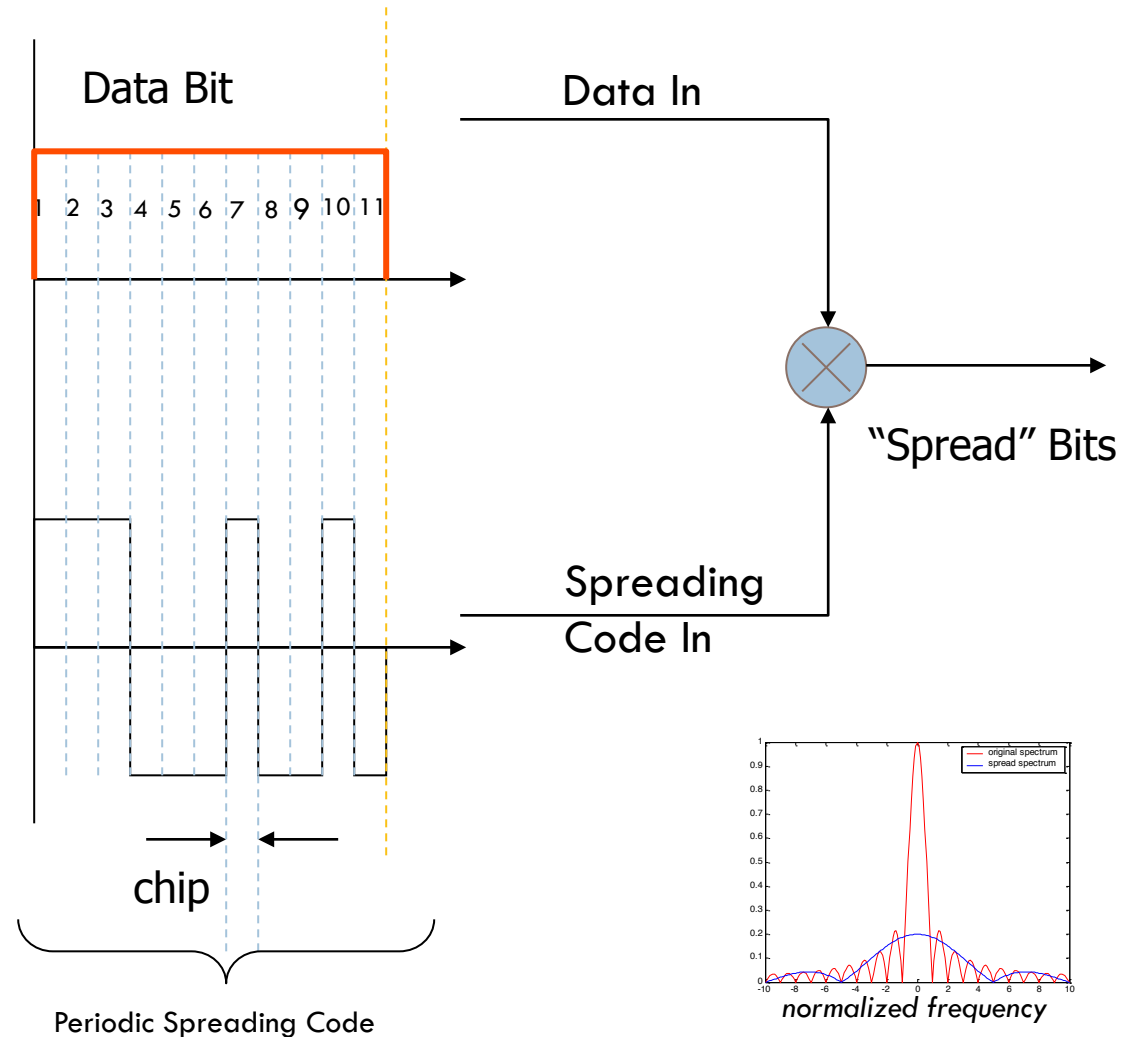 Data Bit
1 2 3 4 5 6 7 8 9 10 11
Data In
"Spread" Bits
Spreading
Code In
chip
Periodic Spreading Code
original spectrum
spread spectrum
1
0.9
0.8
0.7
0.6
0.5
0.4
0.3
0.2
0.1
0
-10 -8 -6 -4 -2 0 2 4 6 8 10
normalized frequency